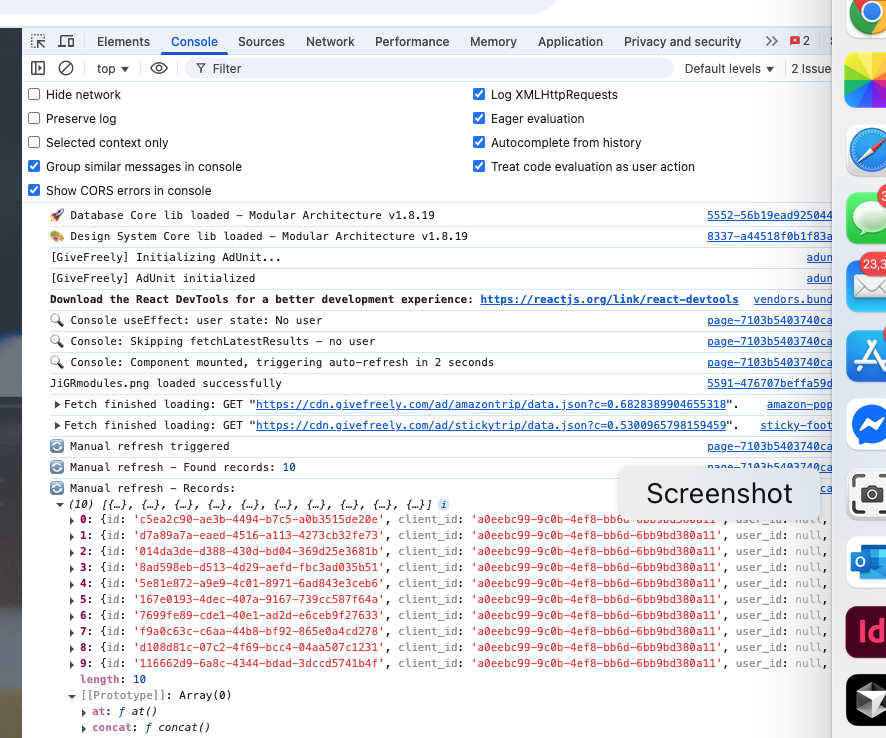 Elements Console Sources Network Performance Memory Application Privacy and security 2
top Filter Default levels 2 Issue
Hide network Log XMLHttpRequests
Preserve log Eager evaluation
Selected context only Autocomplete from history
Group similar messages in console Treat code evaluation as user action
Show CORS errors in console
🚀 Database Core lib loaded – Modular Architecture v1.8.19 5552-56b19ead925044
🎨 Design System Core lib loaded – Modular Architecture v1.8.19 8337-a44518f0b1f83a
[GiveFreely] Initializing AdUnit... adun
[GiveFreely] AdUnit initialized adun
Download the React DevTools for a better development experience: https://reactjs.org/link/react-devtools vendors.bund
🔍 Console useEffect: user state: No user page-7103b5403740ca
🔍 Console: Skipping fetchLatestResults – no user page-7103b5403740ca
🔍 Console: Component mounted, triggering auto-refresh in 2 seconds page-7103b5403740ca
JiGRmodules.png loaded successfully 5591-476707beffa59d
Fetch finished loading: GET "https://cdn.givefreely.com/ad/amazontrip/data.json?c=0.6828389904655318". amazon-pop
Fetch finished loading: GET "https://cdn.givefreely.com/ad/stickytrip/data.json?c=0.5300965798159459". sticky-foot
🔄 Manual refresh triggered page-7103b5403740ca
🔄 Manual refresh – Found records: 10 page-7103b5403740ca
🔄 Manual refresh – Records: ca
(10) [{…}, {…}, {…}, {…}, {…}, {…}, {…}, {…}, {…}, {…}] i
0: {id: 'c5ea2c90-ae3b-4494-b7c5-a0b3515de20e', client_id: 'a0eebc99-9c0b-4ef8-bb6d-6bb9bd380a11', user_id: null,
1: {id: 'd7a89a7a-eaed-4516-a113-4273cb32fe73', client_id: 'a0eebc99-9c0b-4ef8-bb6d-6bb9bd380a11', user_id: null,
2: {id: '014da3de-d388-430d-bd04-369d25e3681b', client_id: 'a0eebc99-9c0b-4ef8-bb6d-6bb9bd380a11', user_id: null,
3: {id: '8ad598eb-d513-4d29-aefd-fbc3ad035b51', client_id: 'a0eebc99-9c0b-4ef8-bb6d-6bb9bd380a11', user_id: null,
4: {id: '5e81e872-a9e9-4c01-8971-6ad843e3ceb6', client_id: 'a0eebc99-9c0b-4ef8-bb6d-6bb9bd380a11', user_id: null,
5: {id: '167e0193-4dec-407a-9167-739cc587f64a', client_id: 'a0eebc99-9c0b-4ef8-bb6d-6bb9bd380a11', user_id: null,
6: {id: '7699fe89-cde1-40e1-ad2d-e6ceb9f27633', client_id: 'a0eebc99-9c0b-4ef8-bb6d-6bb9bd380a11', user_id: null,
7: {id: 'f9a0c63c-c6aa-44b8-bf92-865e0a4cd278', client_id: 'a0eebc99-9c0b-4ef8-bb6d-6bb9bd380a11', user_id: null,
8: {id: 'd108d81c-07c2-4f69-bcc4-04aa507c1231', client_id: 'a0eebc99-9c0b-4ef8-bb6d-6bb9bd380a11', user_id: null,
9: {id: '116662d9-6a8c-4344-bdad-3dccd5741b4f', client_id: 'a0eebc99-9c0b-4ef8-bb6d-6bb9bd380a11', user_id: null,
length: 10
[[Prototype]]: Array(0)
at: ƒ at()
concat: ƒ concat()
Screenshot
3
23,3
O
Id